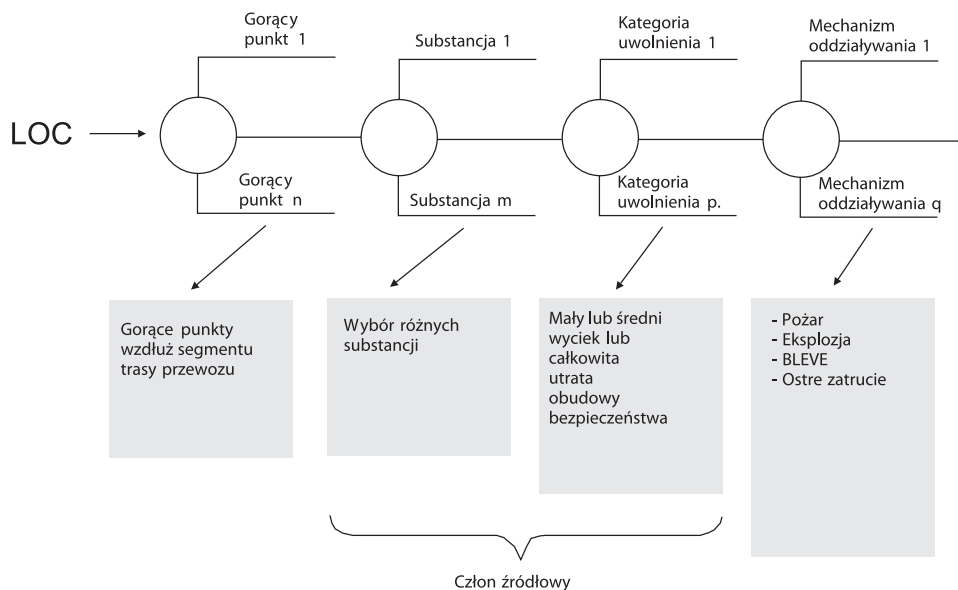 Gorący
punkt 1
Substancja 1
Kategoria
uwolnienia 1
Mechanizm
oddziaływania 1
LOC
Gorący
punkt n
Substancja m
Kategoria
uwolnienia p.
Mechanizm
oddziaływania q
Gorące punkty
wzdłuż segmentu
trasy przewozu
Wybór różnych
substancji
Mały lub średni
wyciek lub
całkowita
utrata
obudowy
bezpieczeństwa
- Pożar
- Eksplozja
- BLEVE
- Ostre zatrucie
Człon źródłowy